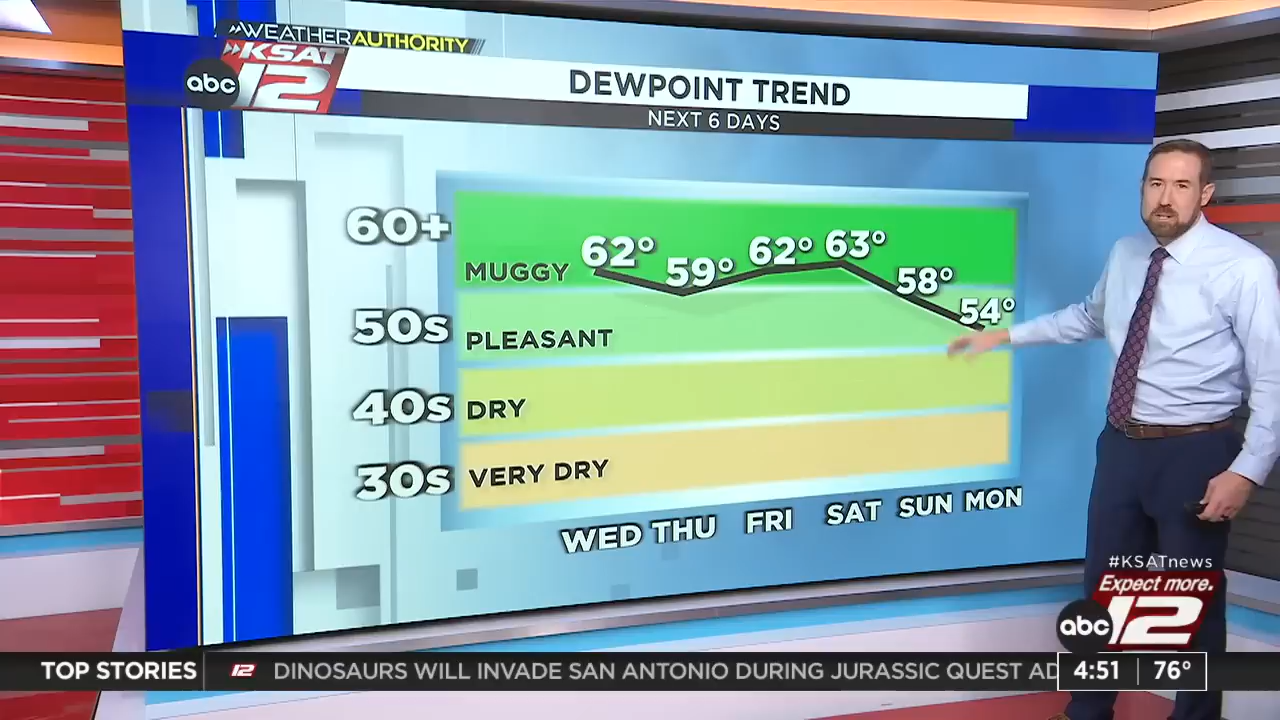 WEATHERAUTHORITY
KSAT
abc 12
DEWPOINT TREND
NEXT 6 DAYS
60+
MUGGY
62° 59° 62° 63° 58° 54°
50s PLEASANT
40s DRY
30s VERY DRY
WED THU FRI SAT SUN MON
#KSATnews
Expect more.
abc 12
TOP STORIES 12 DINOSAURS WILL INVADE SAN ANTONIO DURING JURASSIC QUEST AD 4:51 76°